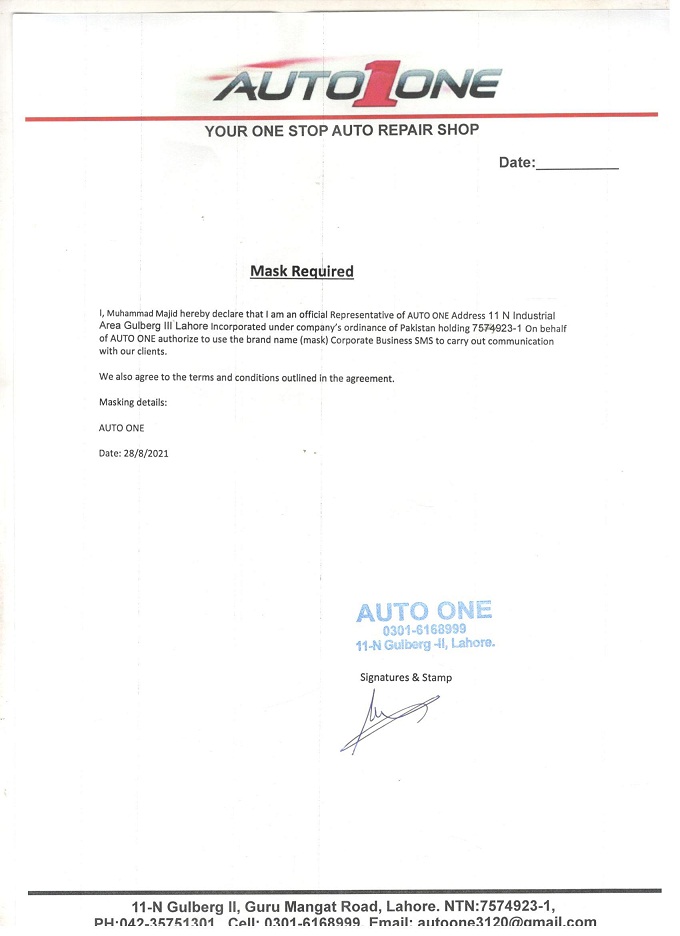 AUTO1ONE
YOUR ONE STOP AUTO REPAIR SHOP
Date:__________
Mask Required
I, Muhammad Majid hereby declare that I am an official Representative of AUTO ONE Address 11 N Industrial
Area Gulberg III Lahore Incorporated under company's ordinance of Pakistan holding 7574923-1 On behalf
of AUTO ONE authorize to use the brand name (mask) Corporate Business SMS to carry out communication
with our clients.
We also agree to the terms and conditions outlined in the agreement.
Masking details:
AUTO ONE
Date: 28/8/2021
AUTO ONE
0301-6168999
11-N Gulberg -II, Lahore.
Signatures & Stamp
11-N Gulberg II, Guru Mangat Road, Lahore. NTN:7574923-1,
PH:042-35751301, Cell: 0301-6168999, Email: autoone3120@gmail.com